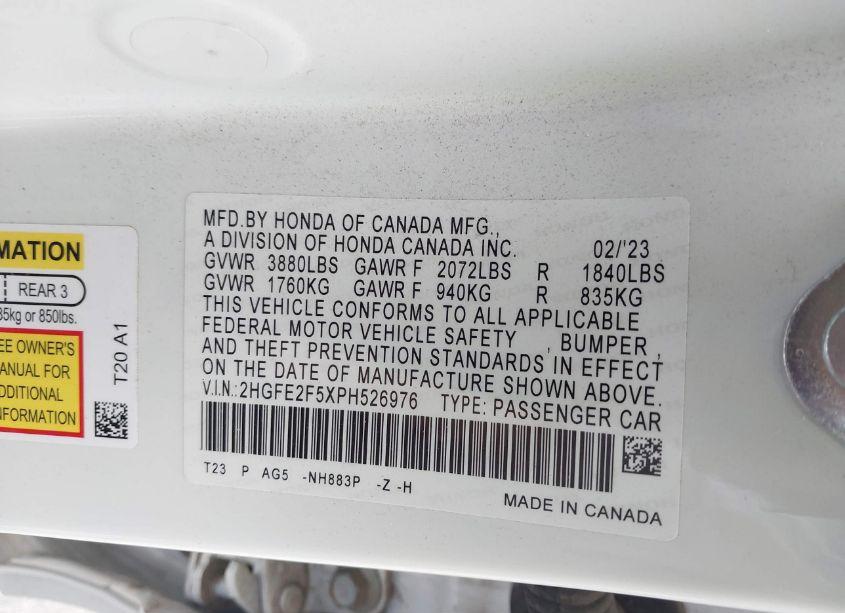 MATION
REAR 3
35kg or 850lbs.
EE OWNER'S
ANUAL FOR
DDITIONAL
NFORMATION
T20 A1
MFD.BY HONDA OF CANADA MFG.,
A DIVISION OF HONDA CANADA INC. 02/'23
GVWR 3880LBS GAWR F 2072LBS R 1840LBS
GVWR 1760KG GAWR F 940KG R 835KG
THIS VEHICLE CONFORMS TO ALL APPLICABLE
FEDERAL MOTOR VEHICLE SAFETY , BUMPER ,
AND THEFT PREVENTION STANDARDS IN EFFECT
ON THE DATE OF MANUFACTURE SHOWN ABOVE.
V.I.N.:2HGFE2F5XPH526976 TYPE: PASSENGER CAR
T23 P AG5 -NH883P -Z -H
MADE IN CANADA